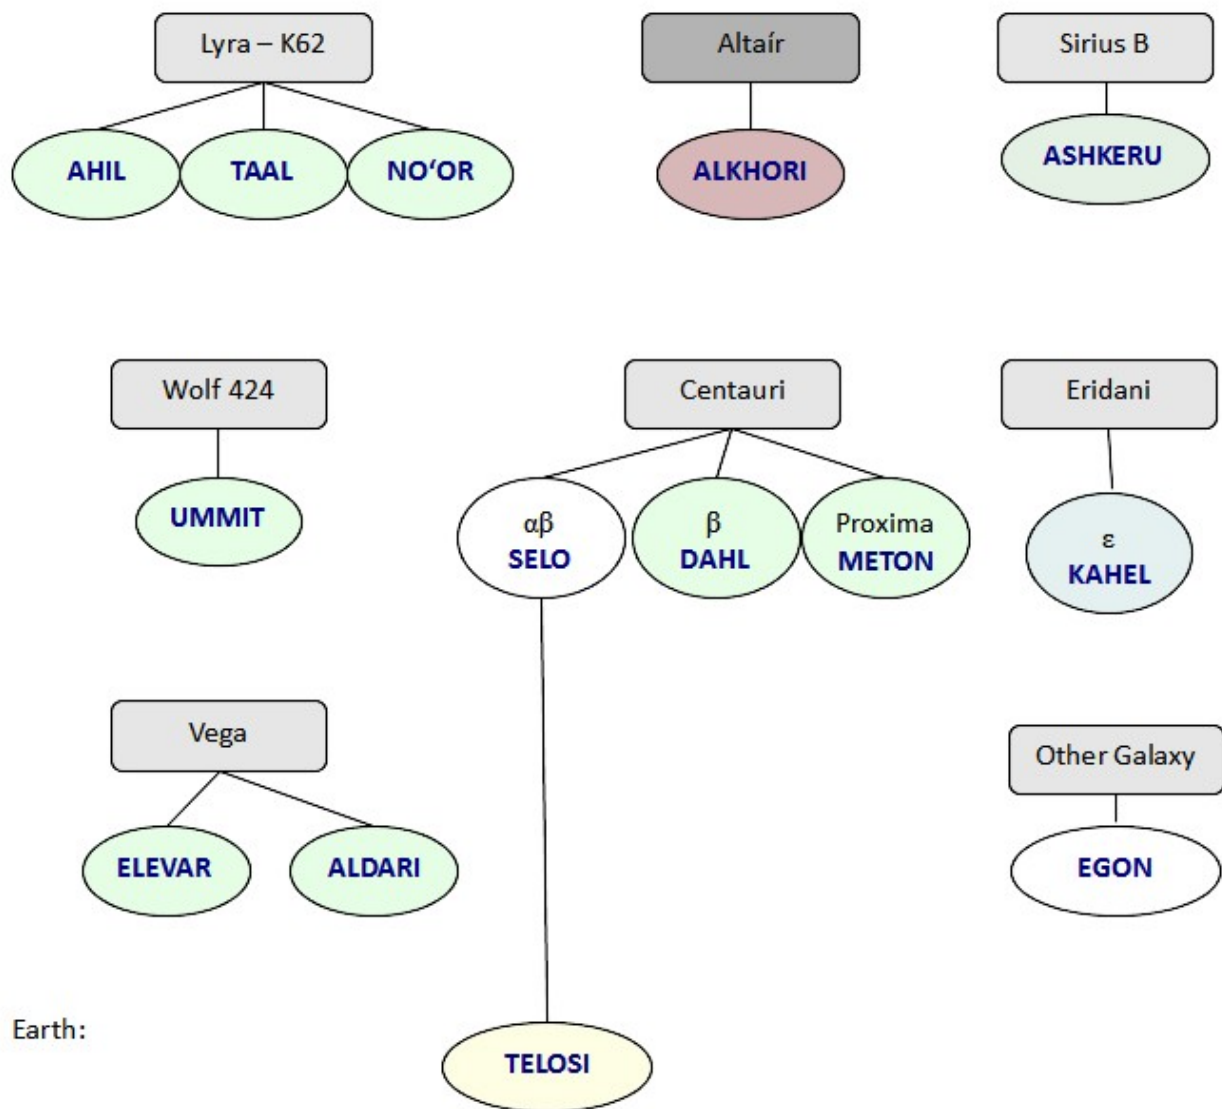 Lyra – K62
Altaír
Sirius B
AHIL
TAAL
NO‘OR
ALKHORI
ASHKERU
Wolf 424
Centauri
Eridani
UMMIT
αβ
SELO
β
DAHL
Proxima
METON
ε
KAHEL
Vega
Other Galaxy
ELEVAR
ALDARI
EGON
Earth:
TELOSI